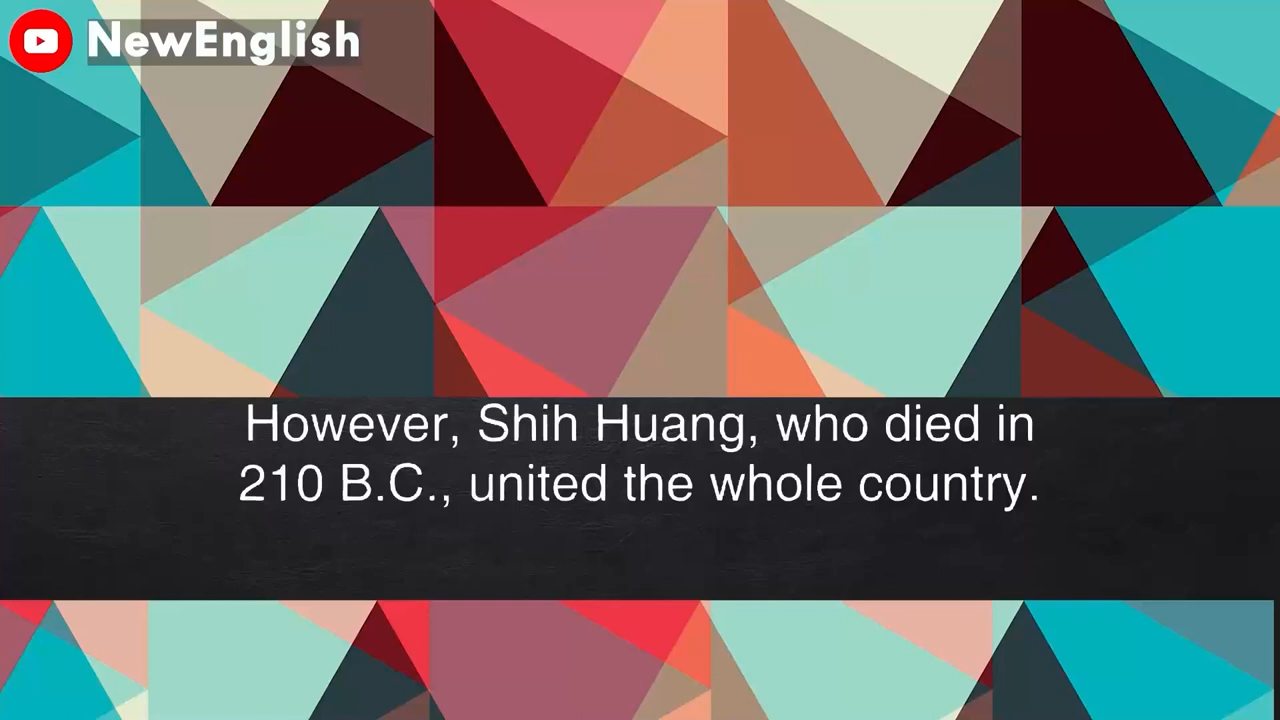 NewEnglish
However, Shih Huang, who died in
210 B.C., united the whole country.